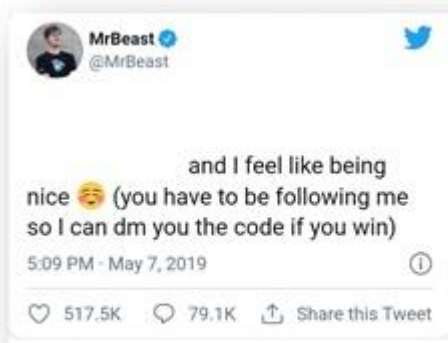 MrBeast
@MrBeast
and I feel like being
nice ☺️ (you have to be following me
so I can dm you the code if you win)
5:09 PM · May 7, 2019
517.5K 79.1K Share this Tweet